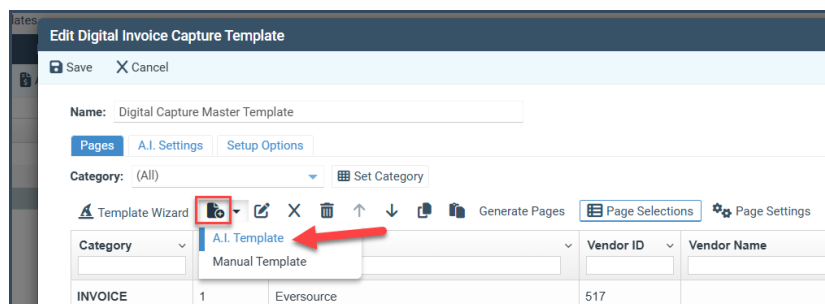 lates
Edit Digital Invoice Capture Template
Save X Cancel
Name: Digital Capture Master Template
Pages A.I. Settings Setup Options
Category: (All) Set Category
Template Wizard Generate Pages Page Selections Page Settings
A.I. Template
Manual Template
Category Vendor ID Vendor Name
INVOICE 1 Eversource 517